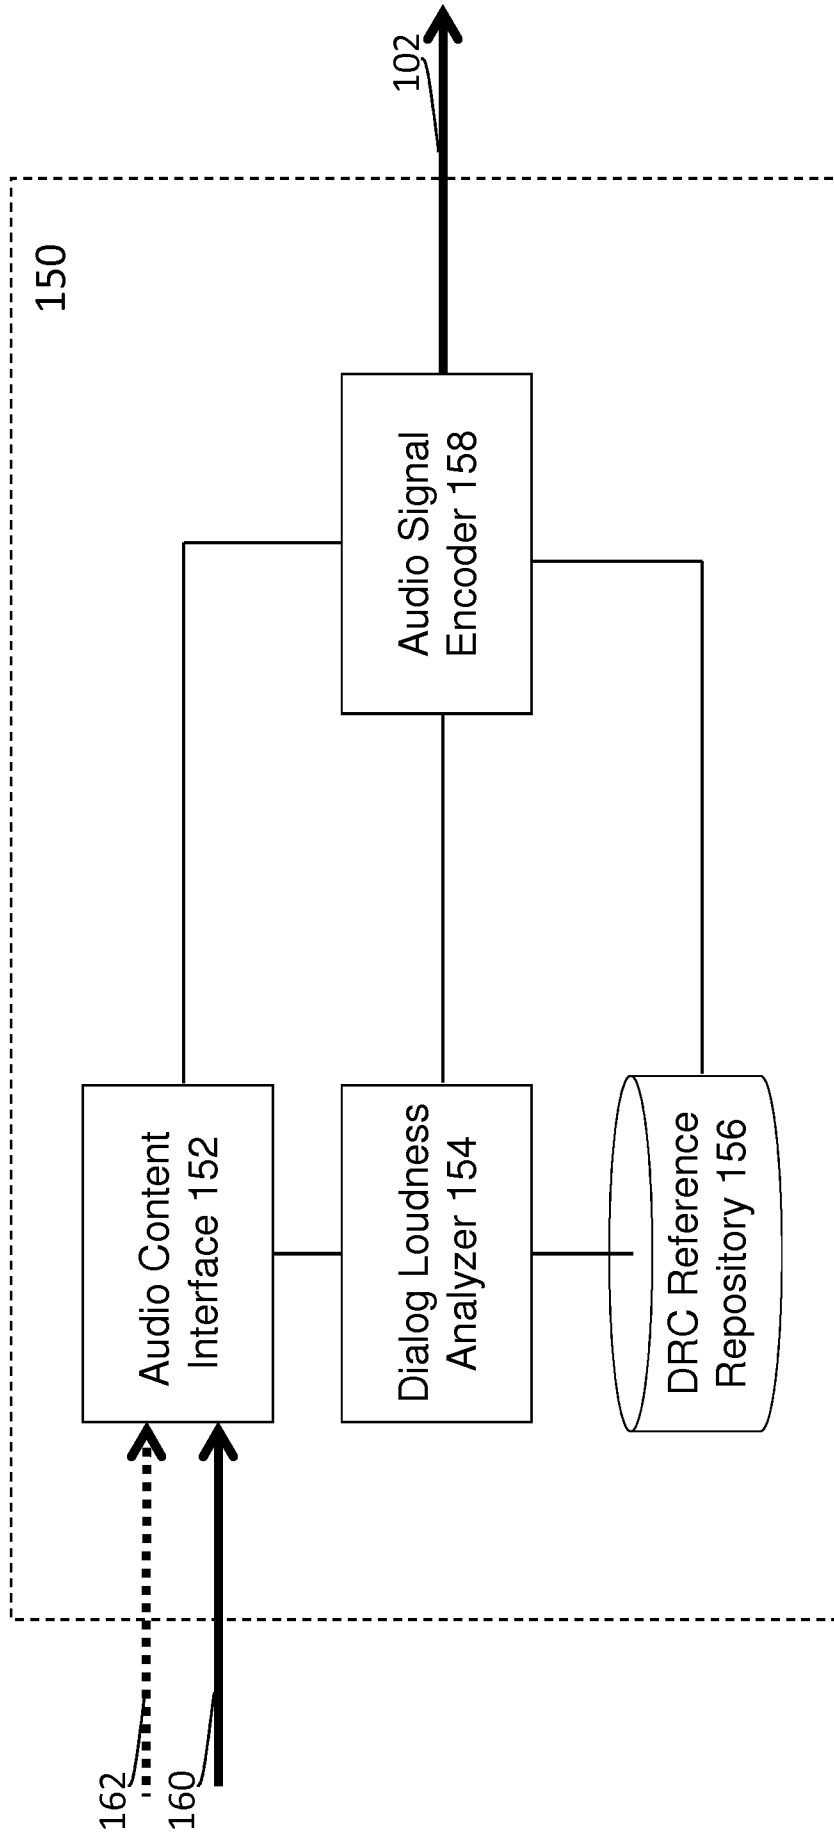 150
162
160
Audio Content
Interface 152
Dialog Loudness
Analyzer 154
DRC Reference
Repository 156
Audio Signal
Encoder 158
102